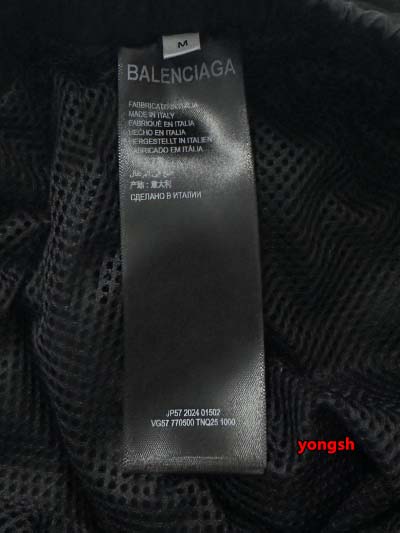 M
BALENCIAGA
FABBRICATO IN ITALIA
MADE IN ITALY
FABRIQUÉ EN ITALIE
HECHO EN ITALIA
HERGESTELLT IN ITALIEN
FABRICADO EM ITÁLIA
产地：意大利
СДЕЛАНО В ИТАЛИИ
JP57 2024 01502
VG57 770500 TNQ25 1000
yongsh